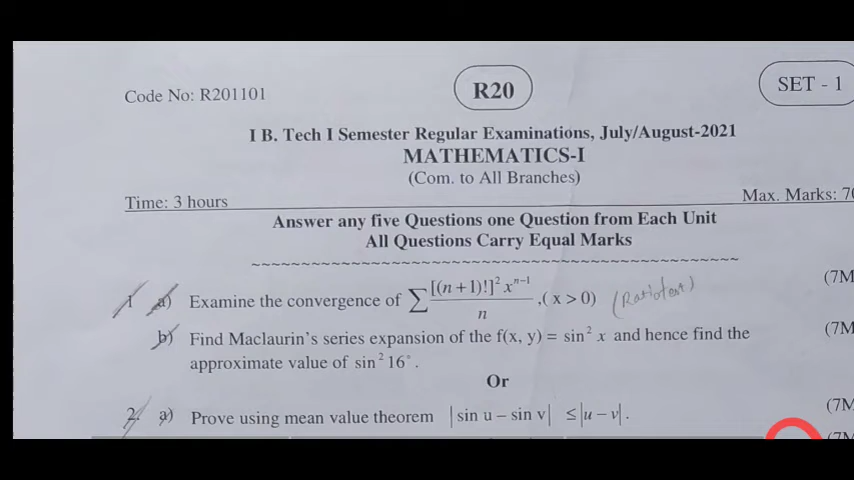 Code No: R201101
R20
SET - 1
I B. Tech I Semester Regular Examinations, July/August-2021
MATHEMATICS-I
(Com. to All Branches)
Time: 3 hours
Max. Marks: 70
Answer any five Questions one Question from Each Unit
All Questions Carry Equal Marks
~~~~~~~~~~~~~~~~~~~~~~~~~~~~~~~~~~~~~~~~~~~~~~~~
1 a) Examine the convergence of ∑ [(n+1)!]² xⁿ⁻¹ / n ,( x > 0) (Ratio test) (7M
b) Find Maclaurin's series expansion of the f(x, y) = sin² x and hence find the (7M
approximate value of sin² 16°.
Or
2. a) Prove using mean value theorem |sin u – sin v| ≤ |u – v|. (7M
(7M